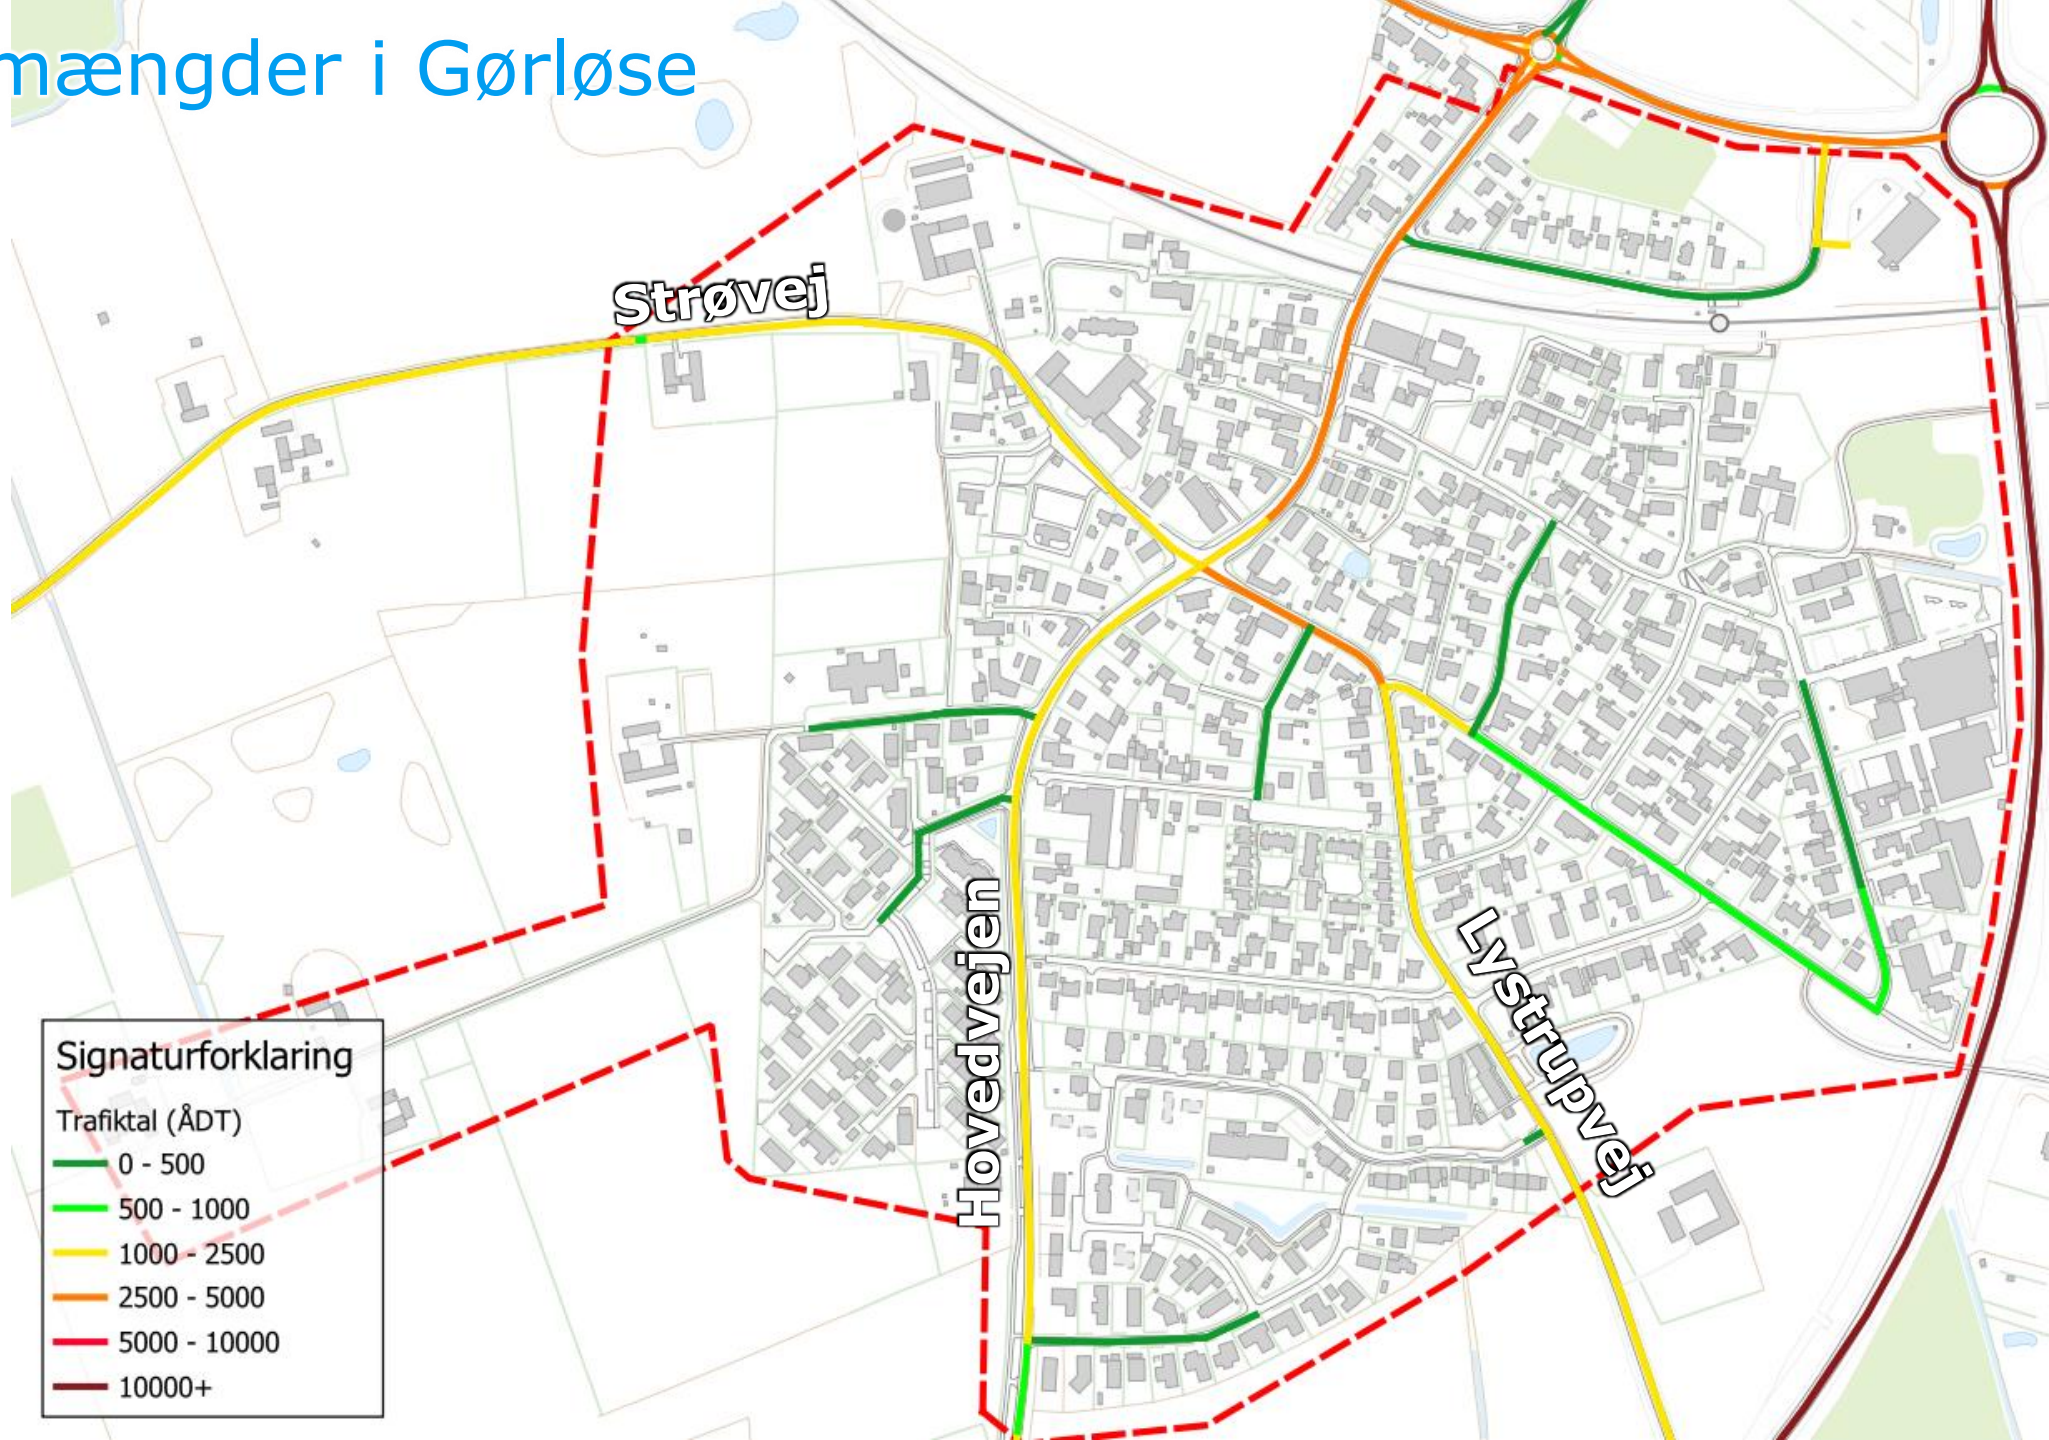 mængder i Gørløse
Strøvej
Hovedvejen
Lystrupvej
Signaturforklaring
Trafiktal (ÅDT)
0 - 500
500 - 1000
1000 - 2500
2500 - 5000
5000 - 10000
10000+